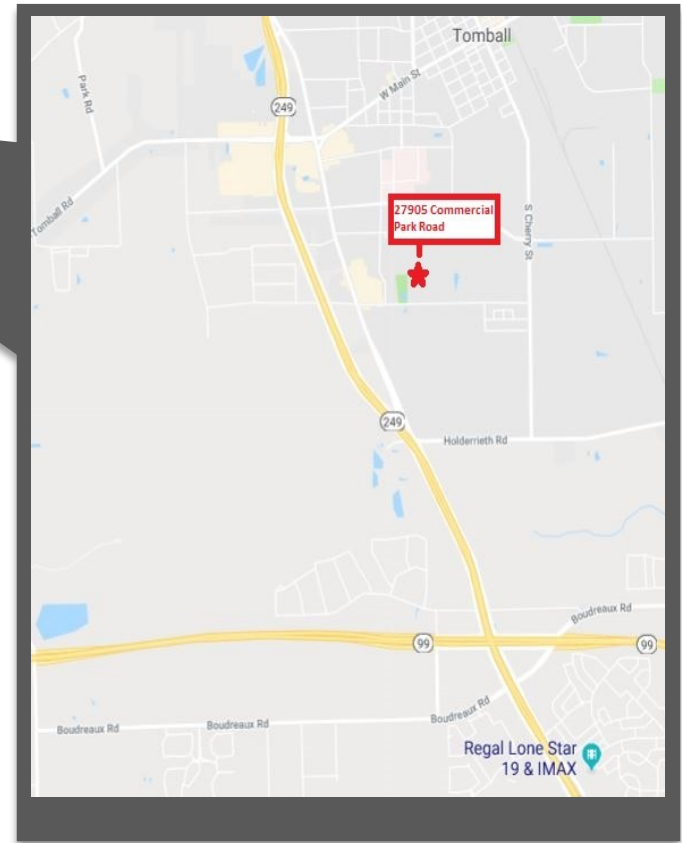 Tomball
Park Rd
W Main St
249
Tomball Rd
27905 Commercial
Park Road
S Cherry St
249
Holderrieth Rd
Boudreaux Rd
99
99
Boudreaux Rd
Boudreaux Rd
Boudreaux Rd
Regal Lone Star
19 & IMAX